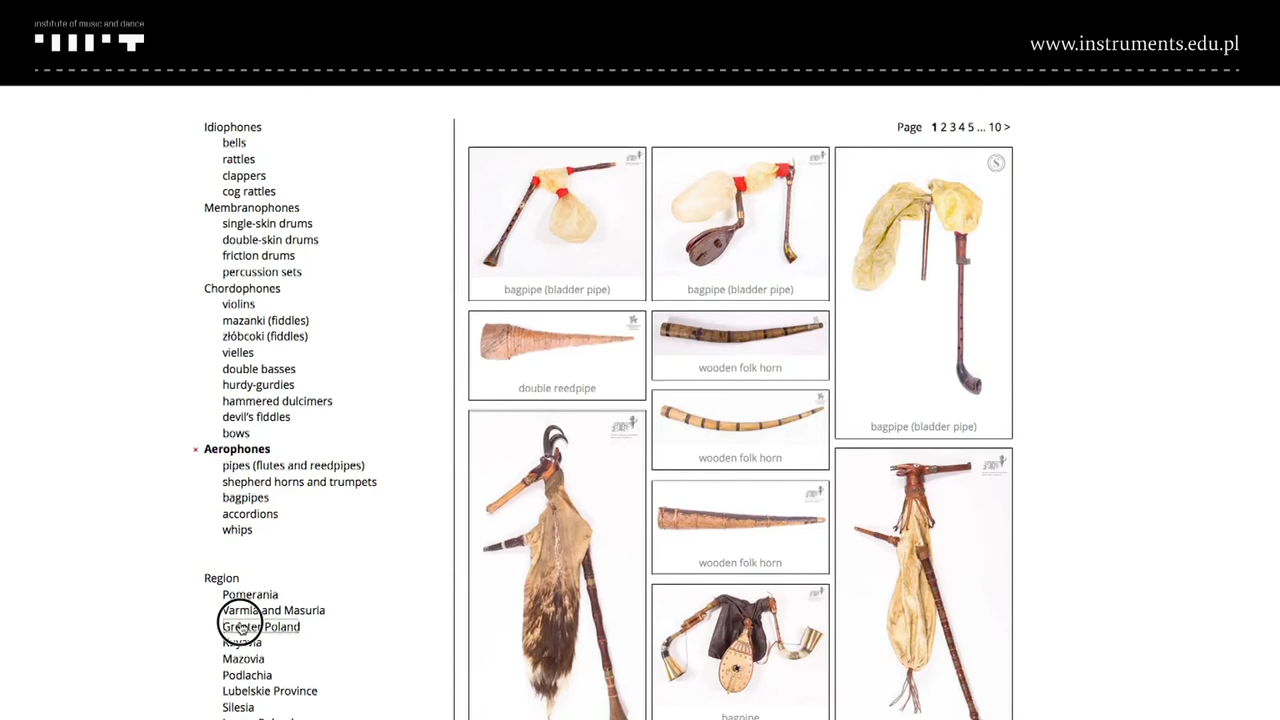 institute of music and dance
www.instruments.edu.pl
Idiophones
bells
rattles
clappers
cog rattles
Membranophones
single-skin drums
double-skin drums
friction drums
percussion sets
Chordophones
violins
mazanki (fiddles)
złóbcoki (fiddles)
vielles
double basses
hurdy-gurdies
hammered dulcimers
devil's fiddles
bows
× Aerophones
pipes (flutes and reedpipes)
shepherd horns and trumpets
bagpipes
accordions
whips
Region
Pomerania
Varmia and Masuria
Greater Poland
Kuyavia
Mazovia
Podlachia
Lubelskie Province
Silesia
Page 1 2 3 4 5 ... 10 >
bagpipe (bladder pipe)
bagpipe (bladder pipe)
S
bagpipe (bladder pipe)
double reedpipe
wooden folk horn
wooden folk horn
wooden folk horn
bagpipe